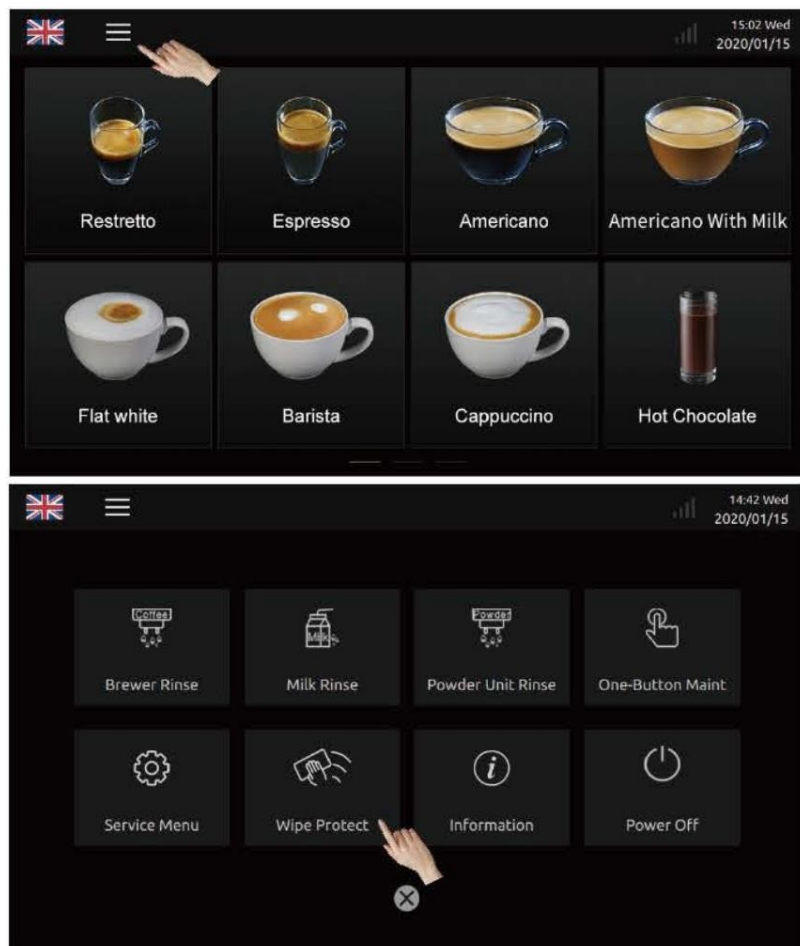 15:02 Wed
2020/01/15
Restretto
Espresso
Americano
Americano With Milk
Flat white
Barista
Cappuccino
Hot Chocolate
14:42 Wed
2020/01/15
Coffee
Milk
Powder
Brewer Rinse
Milk Rinse
Powder Unit Rinse
One-Button Maint
i
Service Menu
Wipe Protect
Information
Power Off